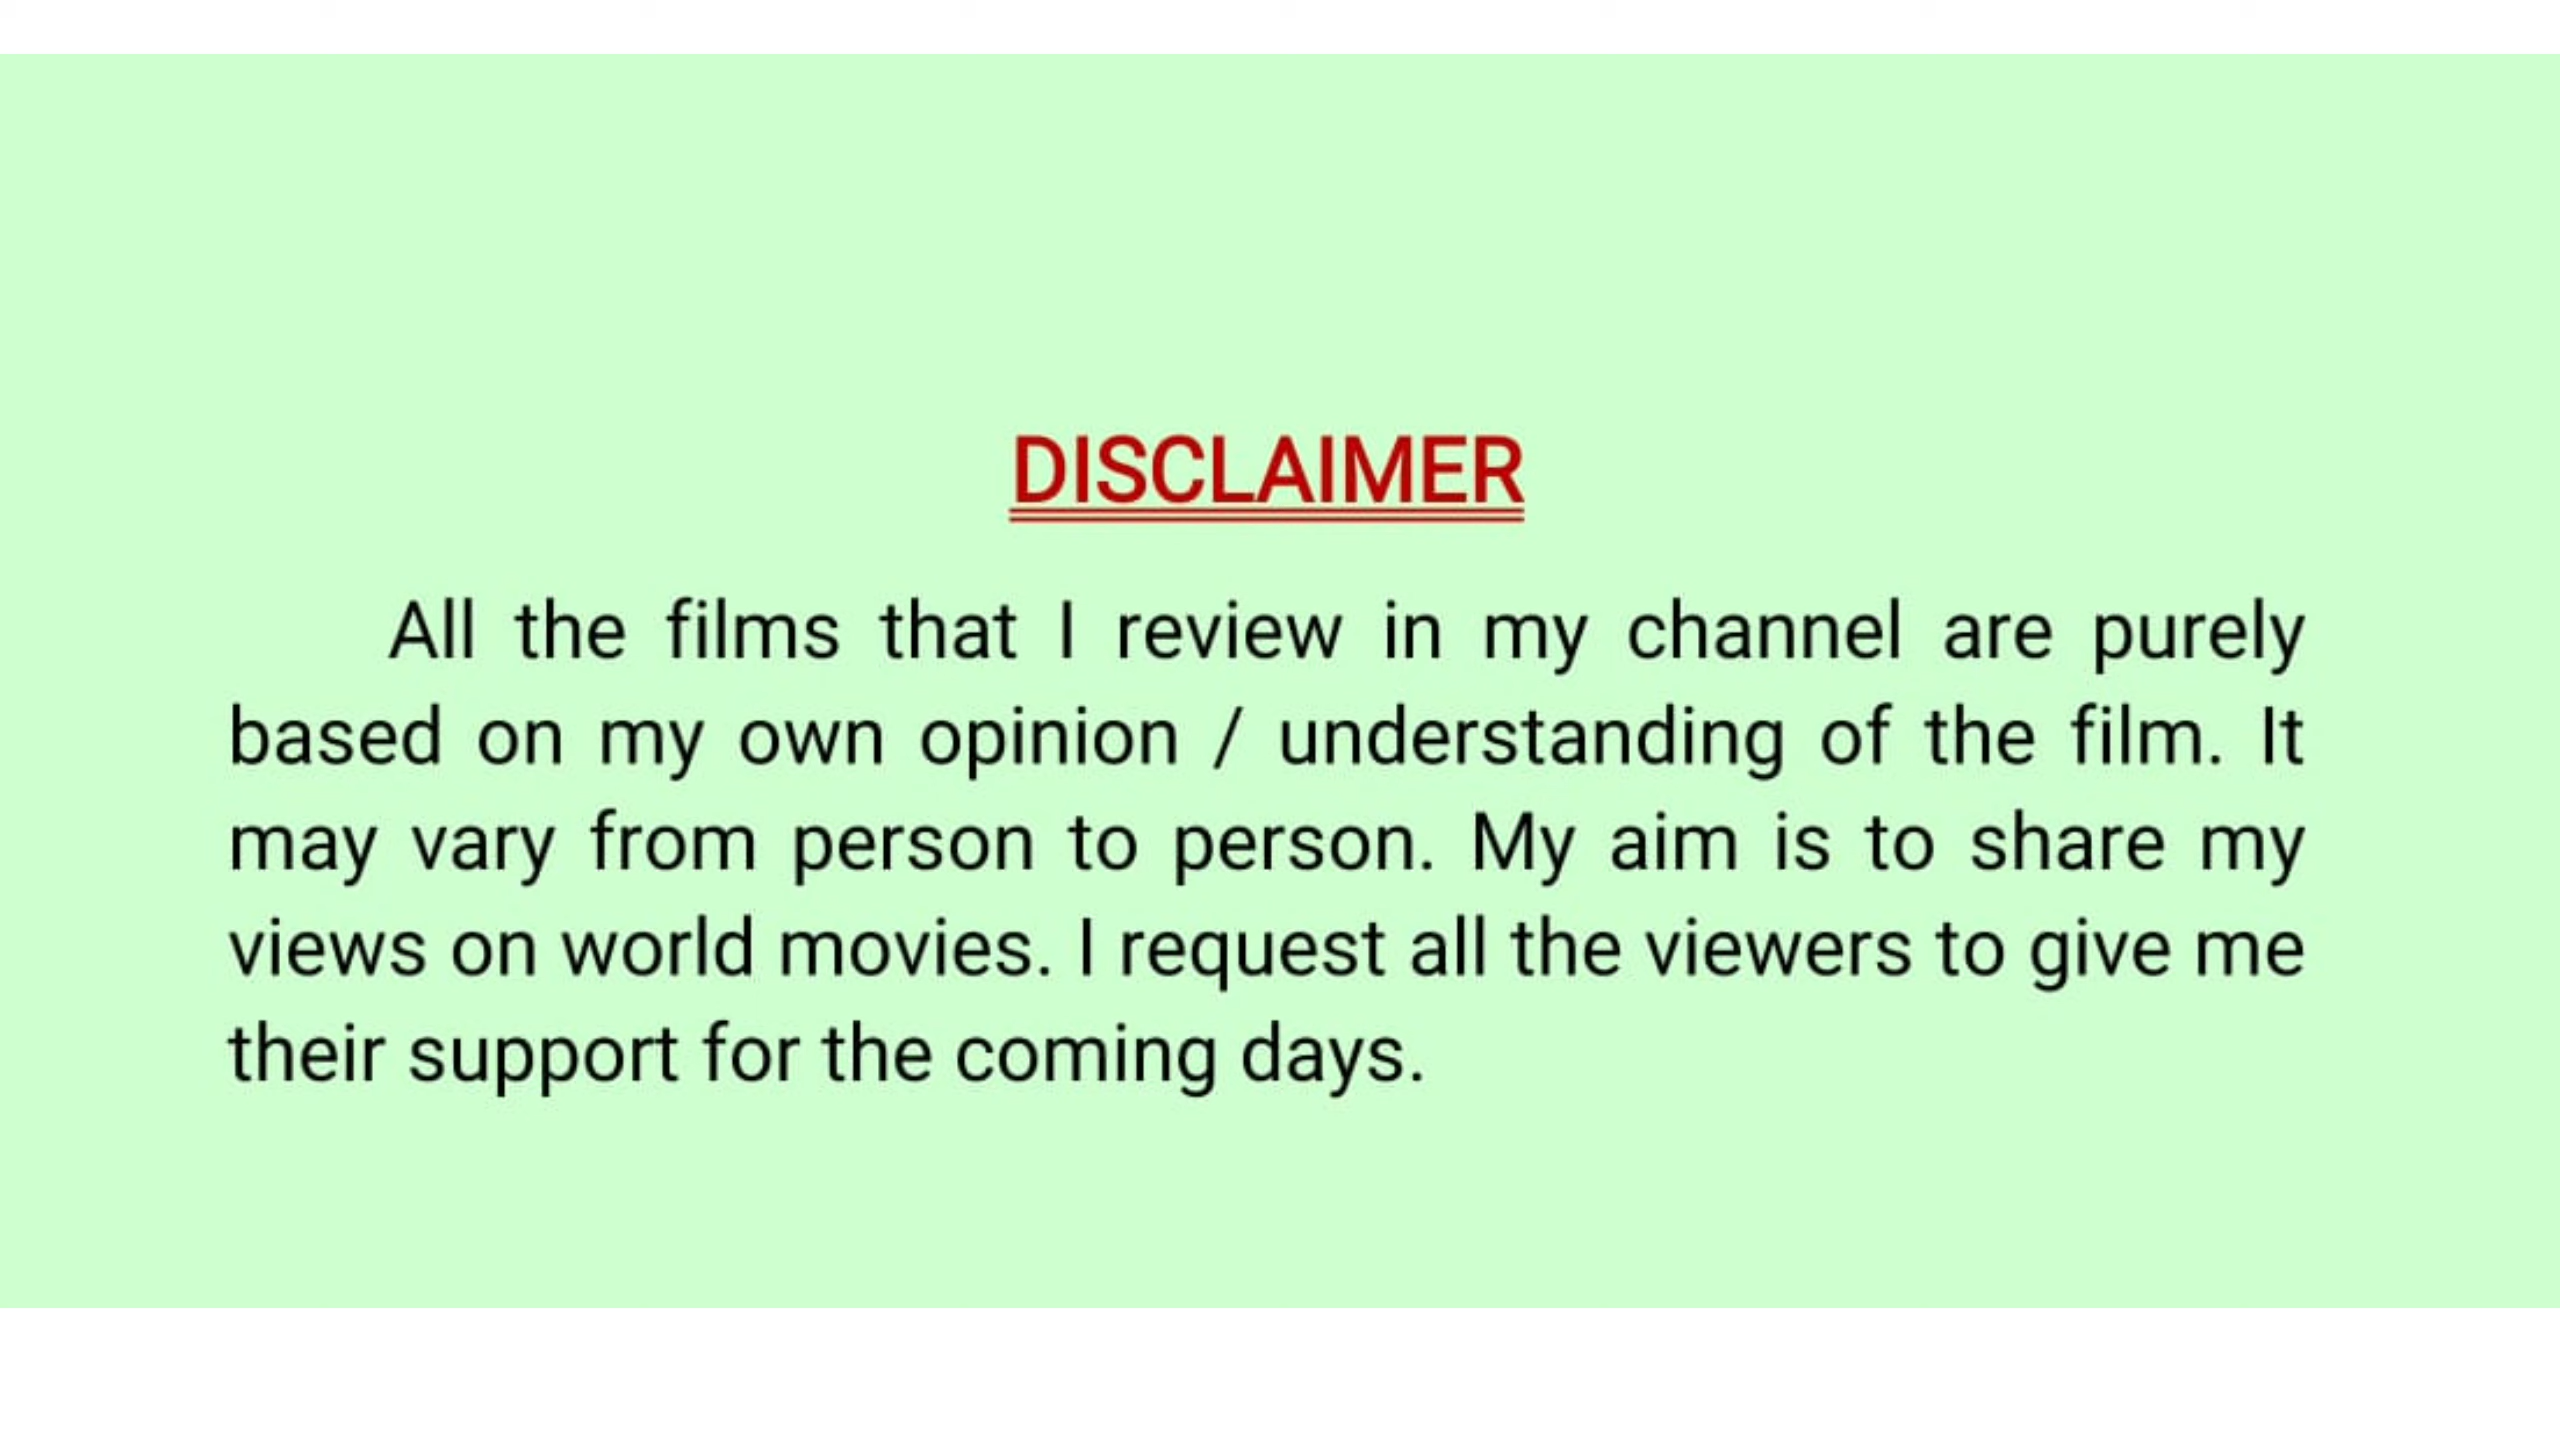 DISCLAIMER
All the films that I review in my channel are purely
based on my own opinion / understanding of the film. It
may vary from person to person. My aim is to share my
views on world movies. I request all the viewers to give me
their support for the coming days.